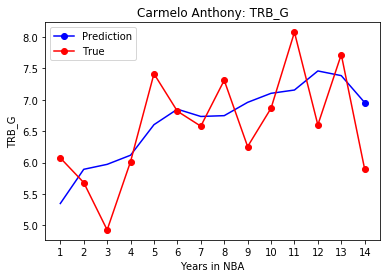 Carmelo Anthony: TRB_G
Prediction
True
8.0
7.5
7.0
6.5
6.0
5.5
5.0
TRB_G
1 2 3 4 5 6 7 8 9 10 11 12 13 14
Years in NBA